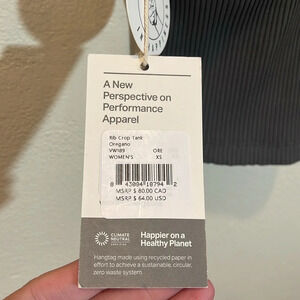 A New
Perspective on
Performance
Apparel
Rib Crop Tank
Oregano
VW189 ORE
WOMEN'S XS
MSRP $ 80.00 CAD
MSRP $ 64.00 USD
CLIMATE
NEUTRAL
Happier on a
Healthy Planet
Hangtag made using recycled paper in
effort to achieve a sustainable, circular,
zero waste system.